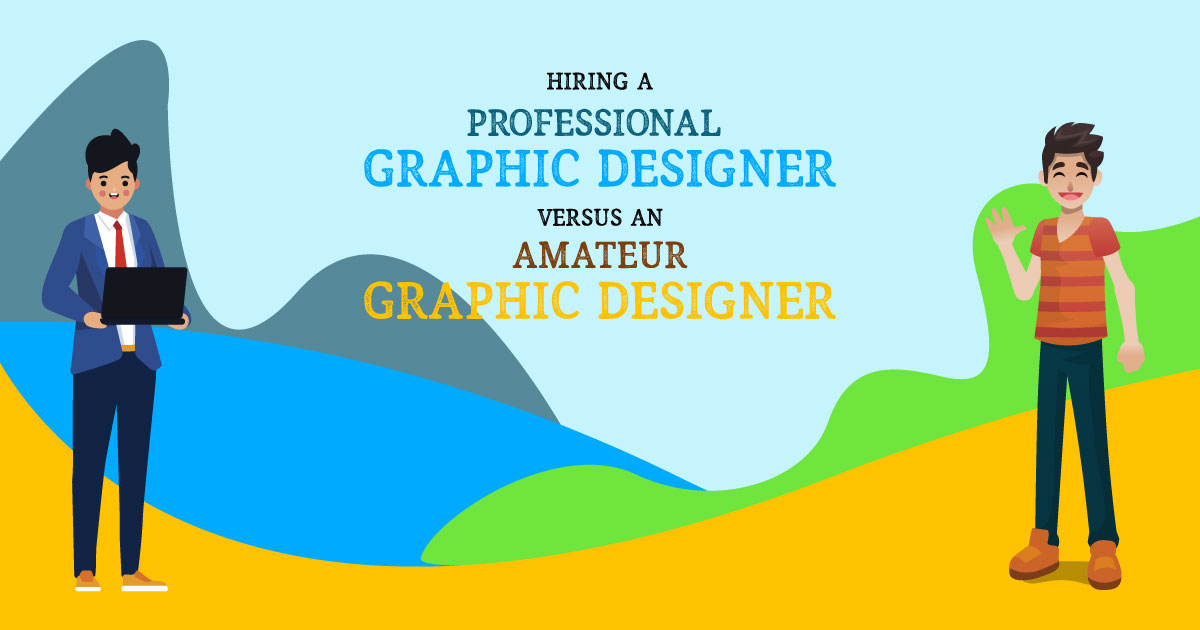 HIRING A
PROFESSIONAL
GRAPHIC DESIGNER
VERSUS AN
AMATEUR
GRAPHIC DESIGNER